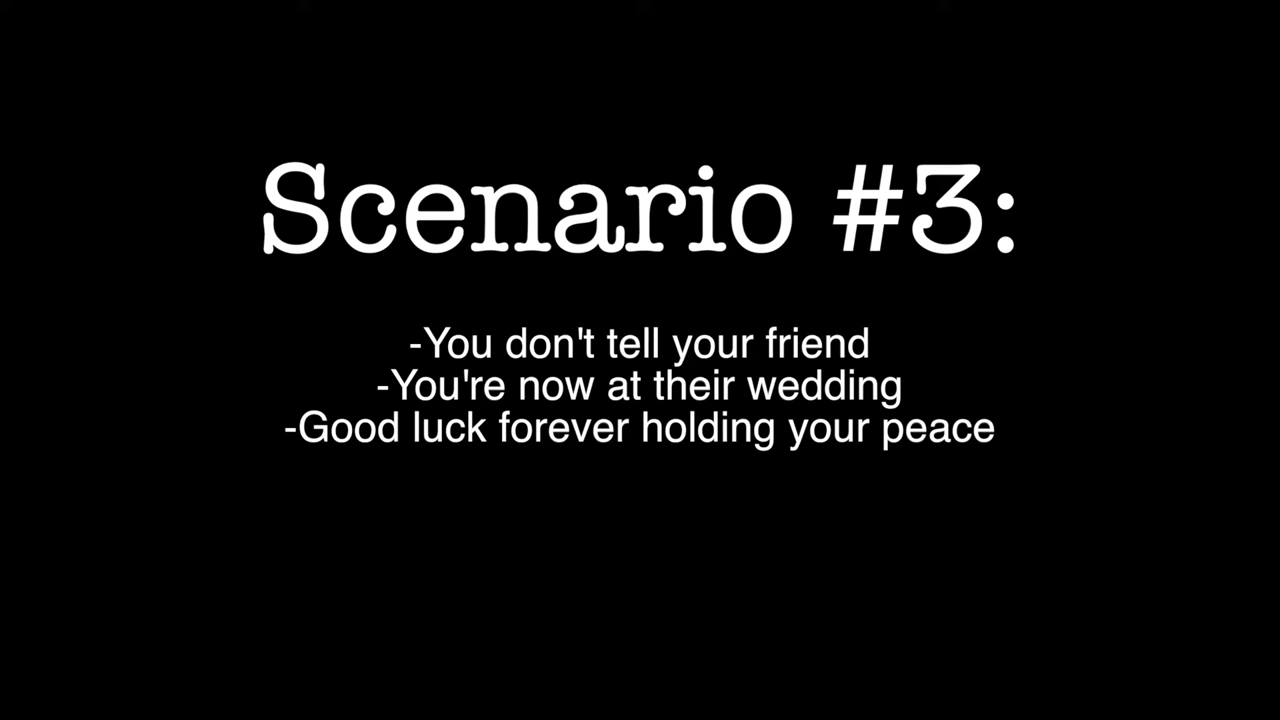 Scenario #3:
-You don't tell your friend
-You're now at their wedding
-Good luck forever holding your peace